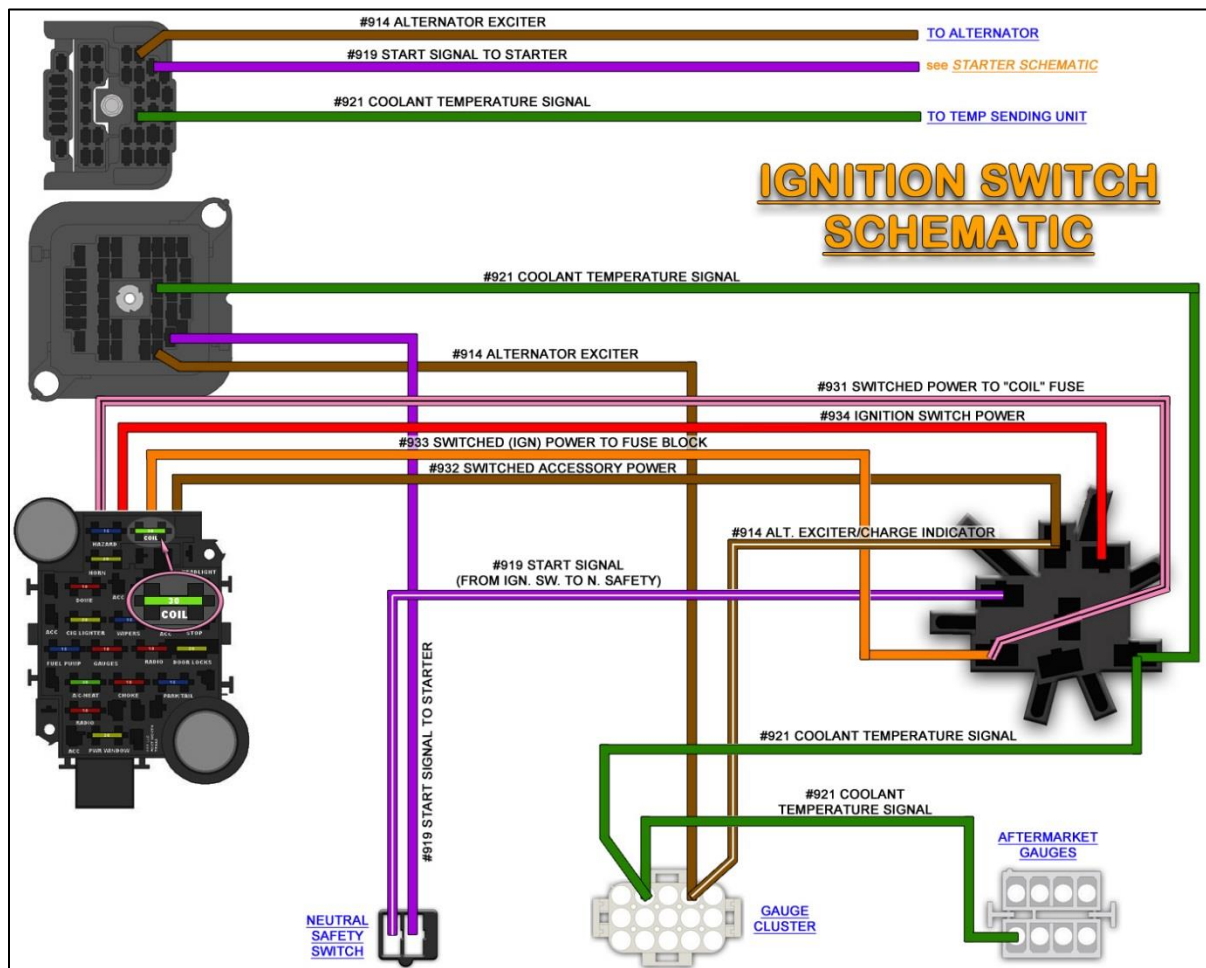 #914 ALTERNATOR EXCITER
TO ALTERNATOR
#919 START SIGNAL TO STARTER
see STARTER SCHEMATIC
#921 COOLANT TEMPERATURE SIGNAL
TO TEMP SENDING UNIT
IGNITION SWITCH
SCHEMATIC
#921 COOLANT TEMPERATURE SIGNAL
#914 ALTERNATOR EXCITER
#931 SWITCHED POWER TO "COIL" FUSE
#934 IGNITION SWITCH POWER
#933 SWITCHED (IGN) POWER TO FUSE BLOCK
#932 SWITCHED ACCESSORY POWER
#914 ALT. EXCITER/CHARGE INDICATOR
#919 START SIGNAL
(FROM IGN. SW. TO N. SAFETY)
HAZARD
COIL
HORN
DOME
ACC
30
COIL
ACC
CIG LIGHTER
WIPERS
ACC
STOP
FUEL PUMP
GAUGES
RADIO
DOOR LOCKS
A/C-HEAT
CHOKE
PARK TAIL
RADIO
ACC
PWR WINDOW
#919 START SIGNAL TO STARTER
#921 COOLANT TEMPERATURE SIGNAL
#921 COOLANT
TEMPERATURE SIGNAL
AFTERMARKET
GAUGES
NEUTRAL
SAFETY
SWITCH
GAUGE
CLUSTER